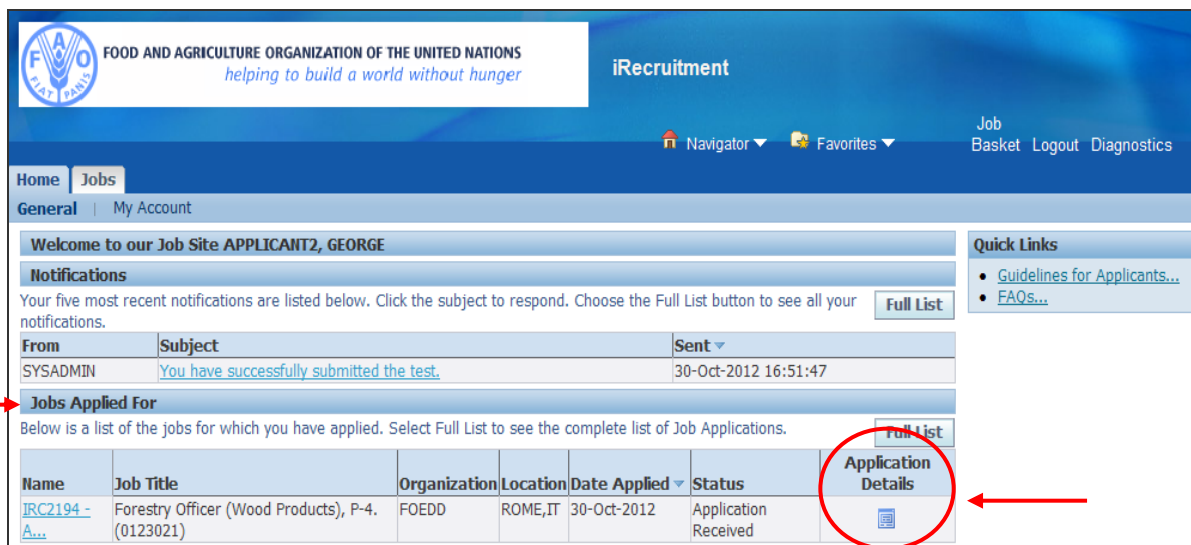 F A O
FIAT PANIS
FOOD AND AGRICULTURE ORGANIZATION OF THE UNITED NATIONS
helping to build a world without hunger
iRecruitment
Navigator Favorites
Job
Basket Logout Diagnostics
Home Jobs
General | My Account
Welcome to our Job Site APPLICANT2, GEORGE
Quick Links
Guidelines for Applicants...
FAQs...
Notifications
Your five most recent notifications are listed below. Click the subject to respond. Choose the Full List button to see all your
notifications.
Full List
From Subject Sent
SYSADMIN You have successfully submitted the test. 30-Oct-2012 16:51:47
Jobs Applied For
Below is a list of the jobs for which you have applied. Select Full List to see the complete list of Job Applications.
Full List
Name Job Title Organization Location Date Applied Status Application
Details
IRC2194 - Forestry Officer (Wood Products), P-4. FOEDD ROME,IT 30-Oct-2012 Application
A... (0123021) Received